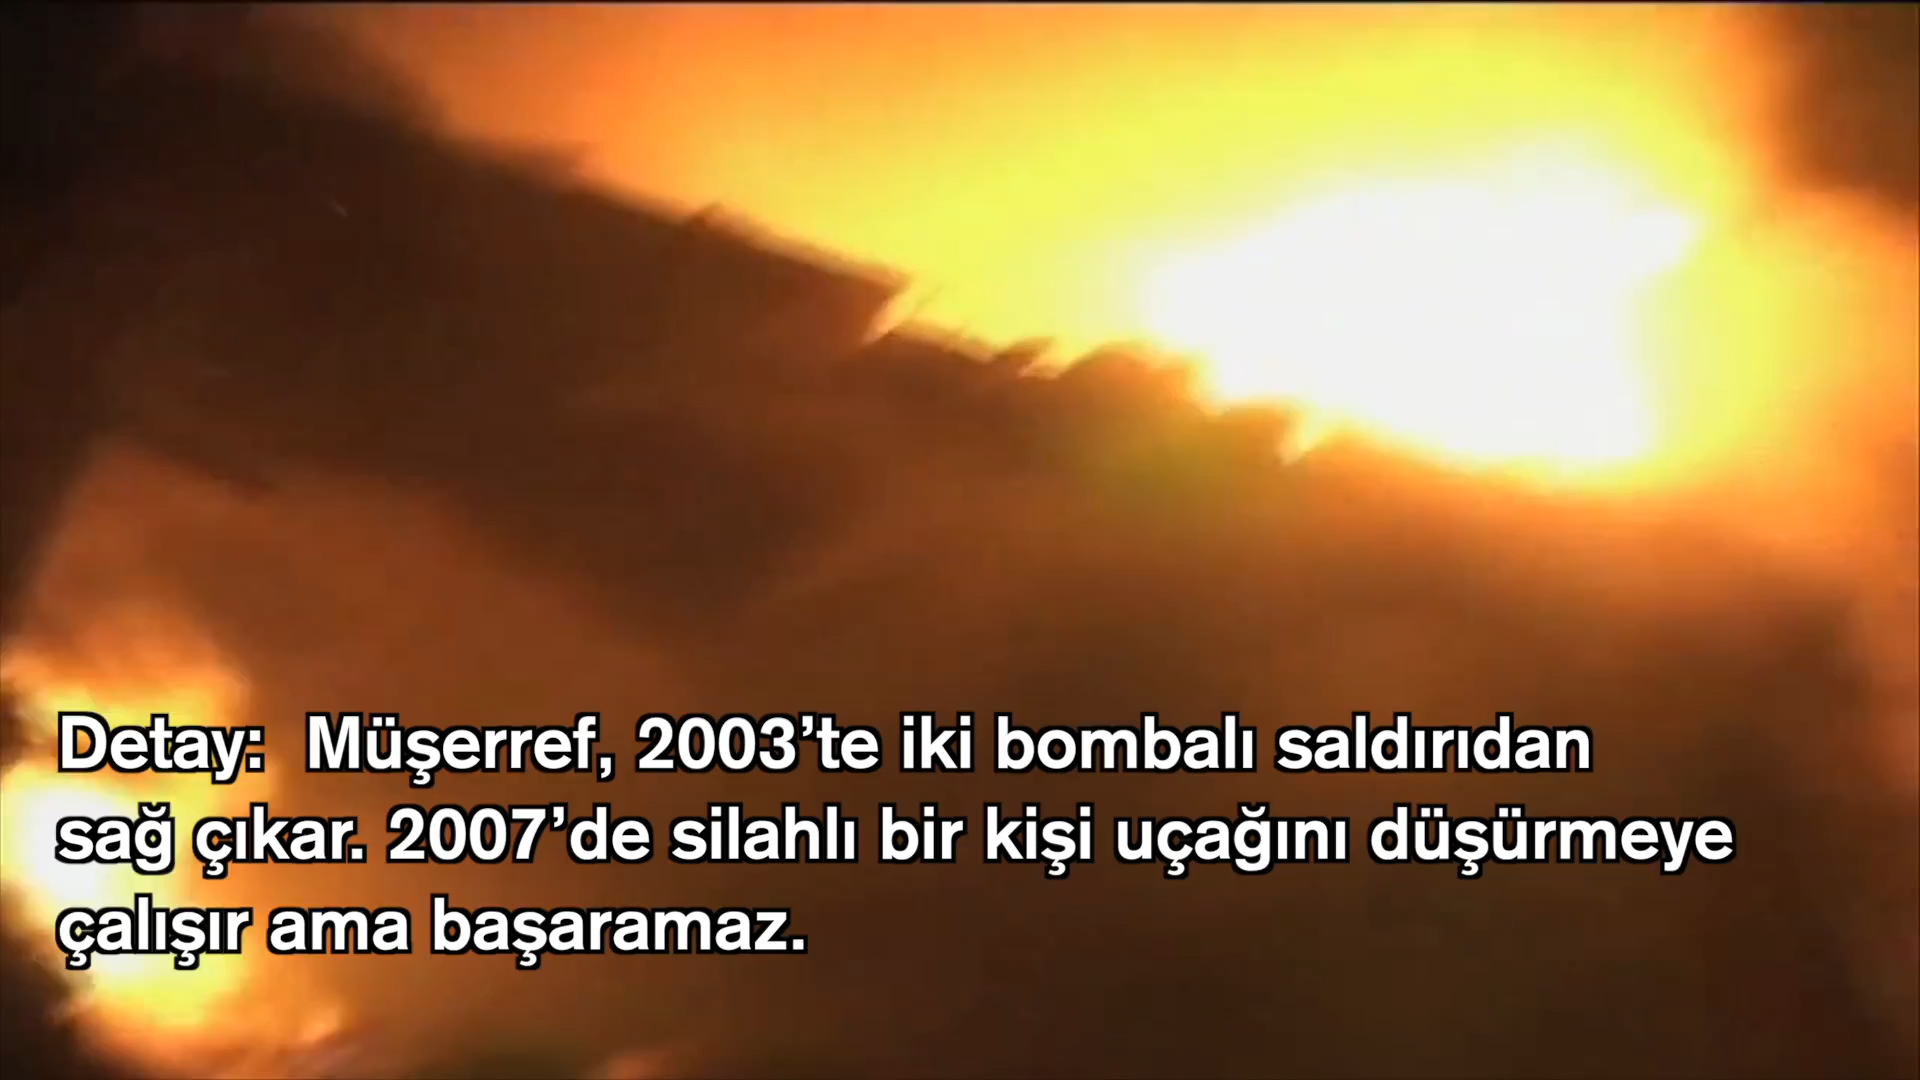 Detay: Müşerref, 2003’te iki bombalı saldırıdan
sağ çıkar. 2007’de silahlı bir kişi uçağını düşürmeye
çalışır ama başaramaz.